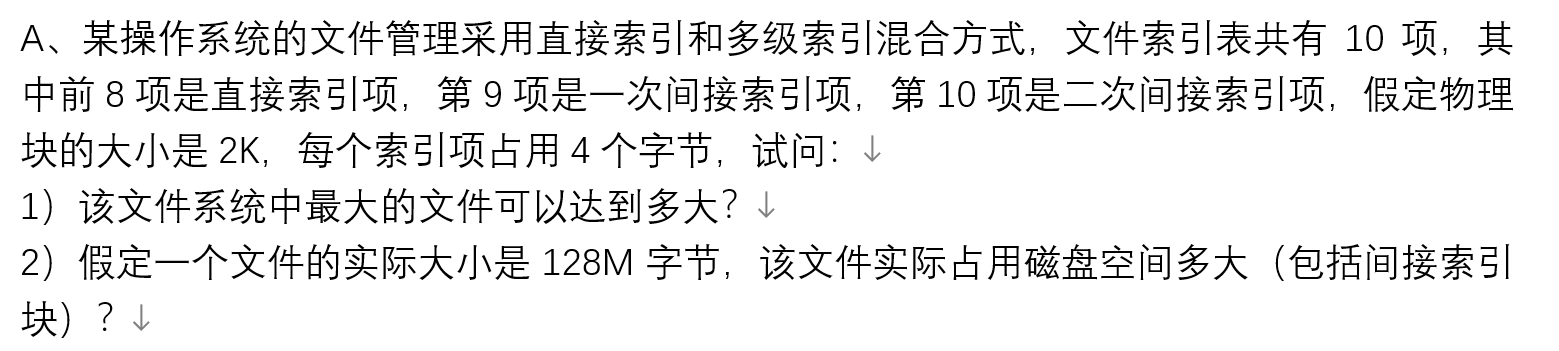 A、某操作系统的文件管理采用直接索引和多级索引混合方式，文件索引表共有 10 项，其
中前 8 项是直接索引项，第 9 项是一次间接索引项，第 10 项是二次间接索引项，假定物理
块的大小是 2K，每个索引项占用 4 个字节，试问：↓
1）该文件系统中最大的文件可以达到多大？↓
2）假定一个文件的实际大小是 128M 字节，该文件实际占用磁盘空间多大（包括间接索引
块）？↓